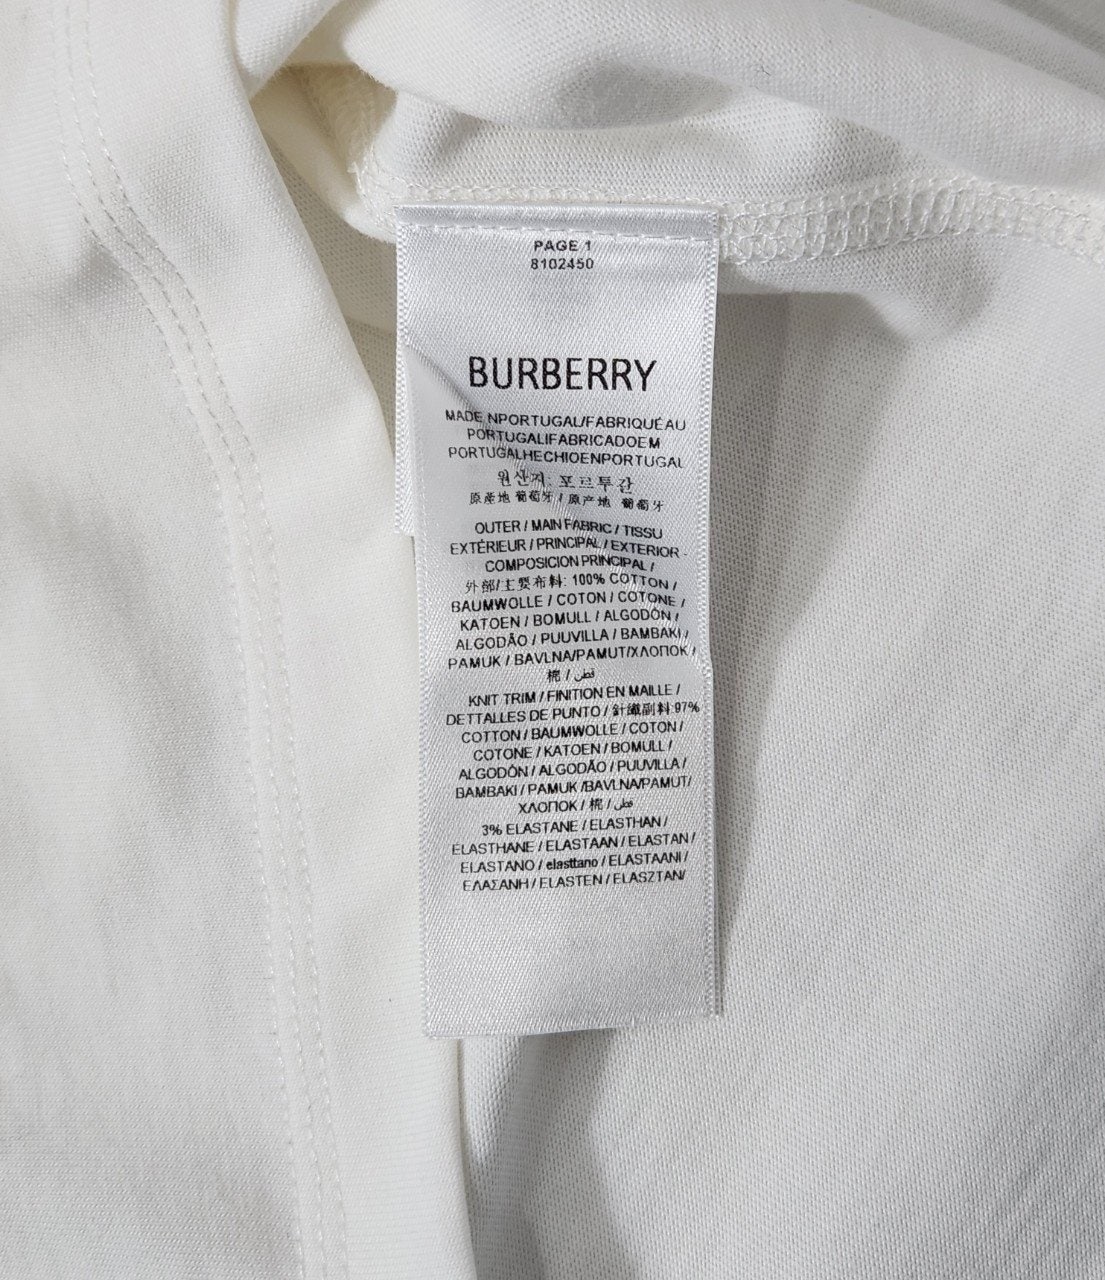 PAGE 1
8102450
BURBERRY
MADE NPORTUGAL/FABRIQUÉ AU
PORTUGALIFABRICADOEM
PORTUGALHECHIOENPORTUGAL
원산지: 포르투갈
原産地 葡萄牙 / 原产地 葡萄牙
OUTER / MAIN FABRIC / TISSU
EXTÉRIEUR / PRINCIPAL / EXTERIOR -
COMPOSICION PRINCIPAL /
外部/主要布料: 100% COTTON /
BAUMWOLLE / COTON / COTONE /
KATOEN / BOMULL / ALGODÓN /
ALGODÃO / PUUVILLA / BAMBAKI /
PAMUK / BAVLNA/PAMUT/ХЛОПОК /
棉 / قطن
KNIT TRIM / FINITION EN MAILLE /
DETTALLES DE PUNTO / 針織副料:97%
COTTON / BAUMWOLLE / COTON /
COTONE / KATOEN / BOMULL /
ALGODÓN / ALGODÃO / PUUVILLA /
BAMBAKI / PAMUK /BAVLNA/PAMUT/
ХЛОПОК / 棉 / قطن
3% ELASTANE / ELASTHAN /
ELASTHANE / ELASTAAN / ELASTAN /
ELASTANO / elasttano / ELASTAANI /
ΕΛΑΣΑΝΗ / ELASTEN / ELASZTAN/